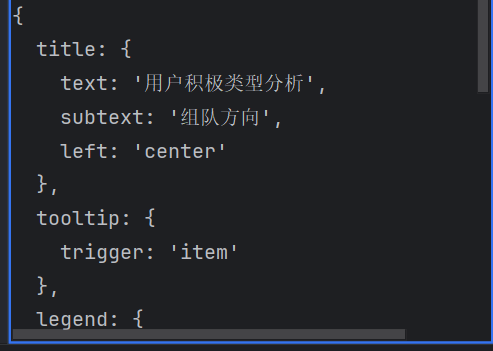 {
title: {
text: '用户积极类型分析',
subtext: '组队方向',
left: 'center'
},
tooltip: {
trigger: 'item'
},
legend: {